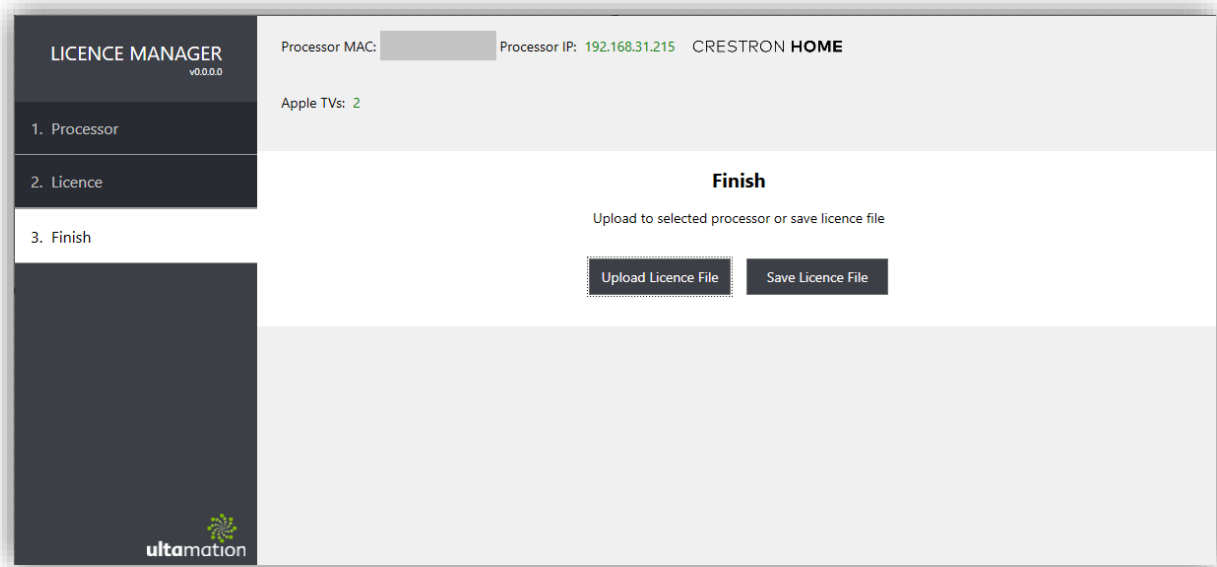 LICENCE MANAGER
v0.0.0.0
1. Processor
2. Licence
3. Finish
ultamation
Processor MAC: Processor IP: 192.168.31.215 CRESTRON HOME
Apple TVs: 2
Finish
Upload to selected processor or save licence file
Upload Licence File Save Licence File